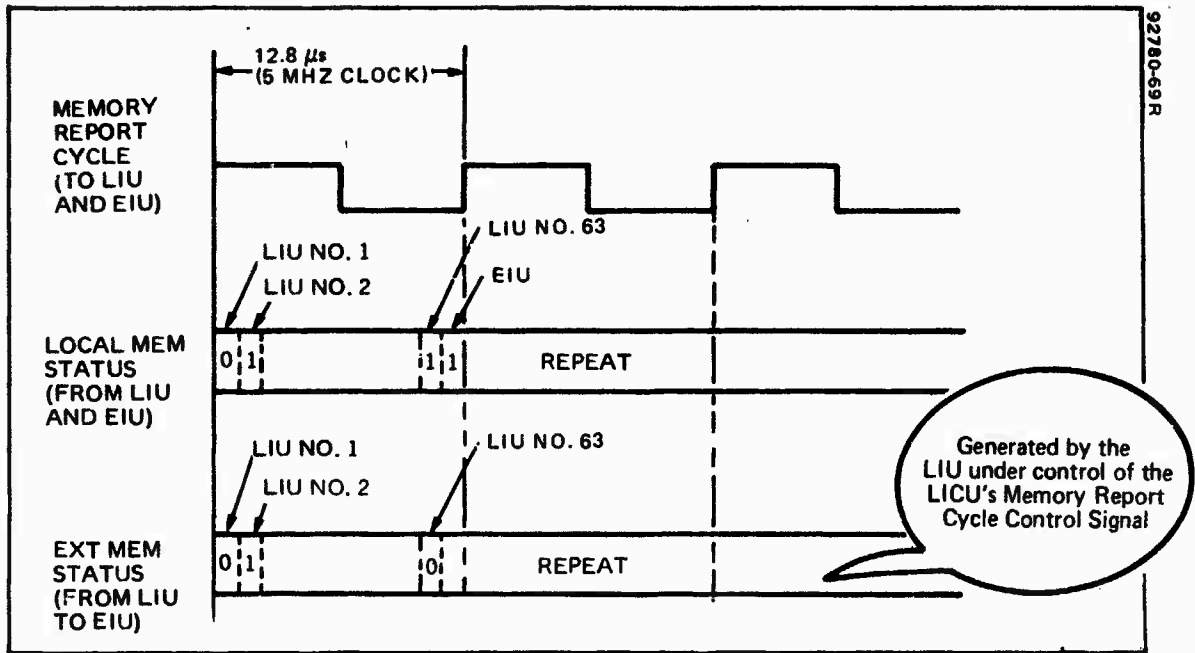 92780-69R
12.8 µs
(5 MHZ CLOCK)
MEMORY
REPORT
CYCLE
(TO LIU
AND EIU)
LIU NO. 63
EIU
LIU NO. 1
LIU NO. 2
LOCAL MEM
STATUS
(FROM LIU
AND EIU)
0 1 1 1 REPEAT
LIU NO. 63
LIU NO. 1
LIU NO. 2
EXT MEM
STATUS
(FROM LIU
TO EIU)
0 1 0 REPEAT
Generated by the
LIU under control of the
LICU's Memory Report
Cycle Control Signal